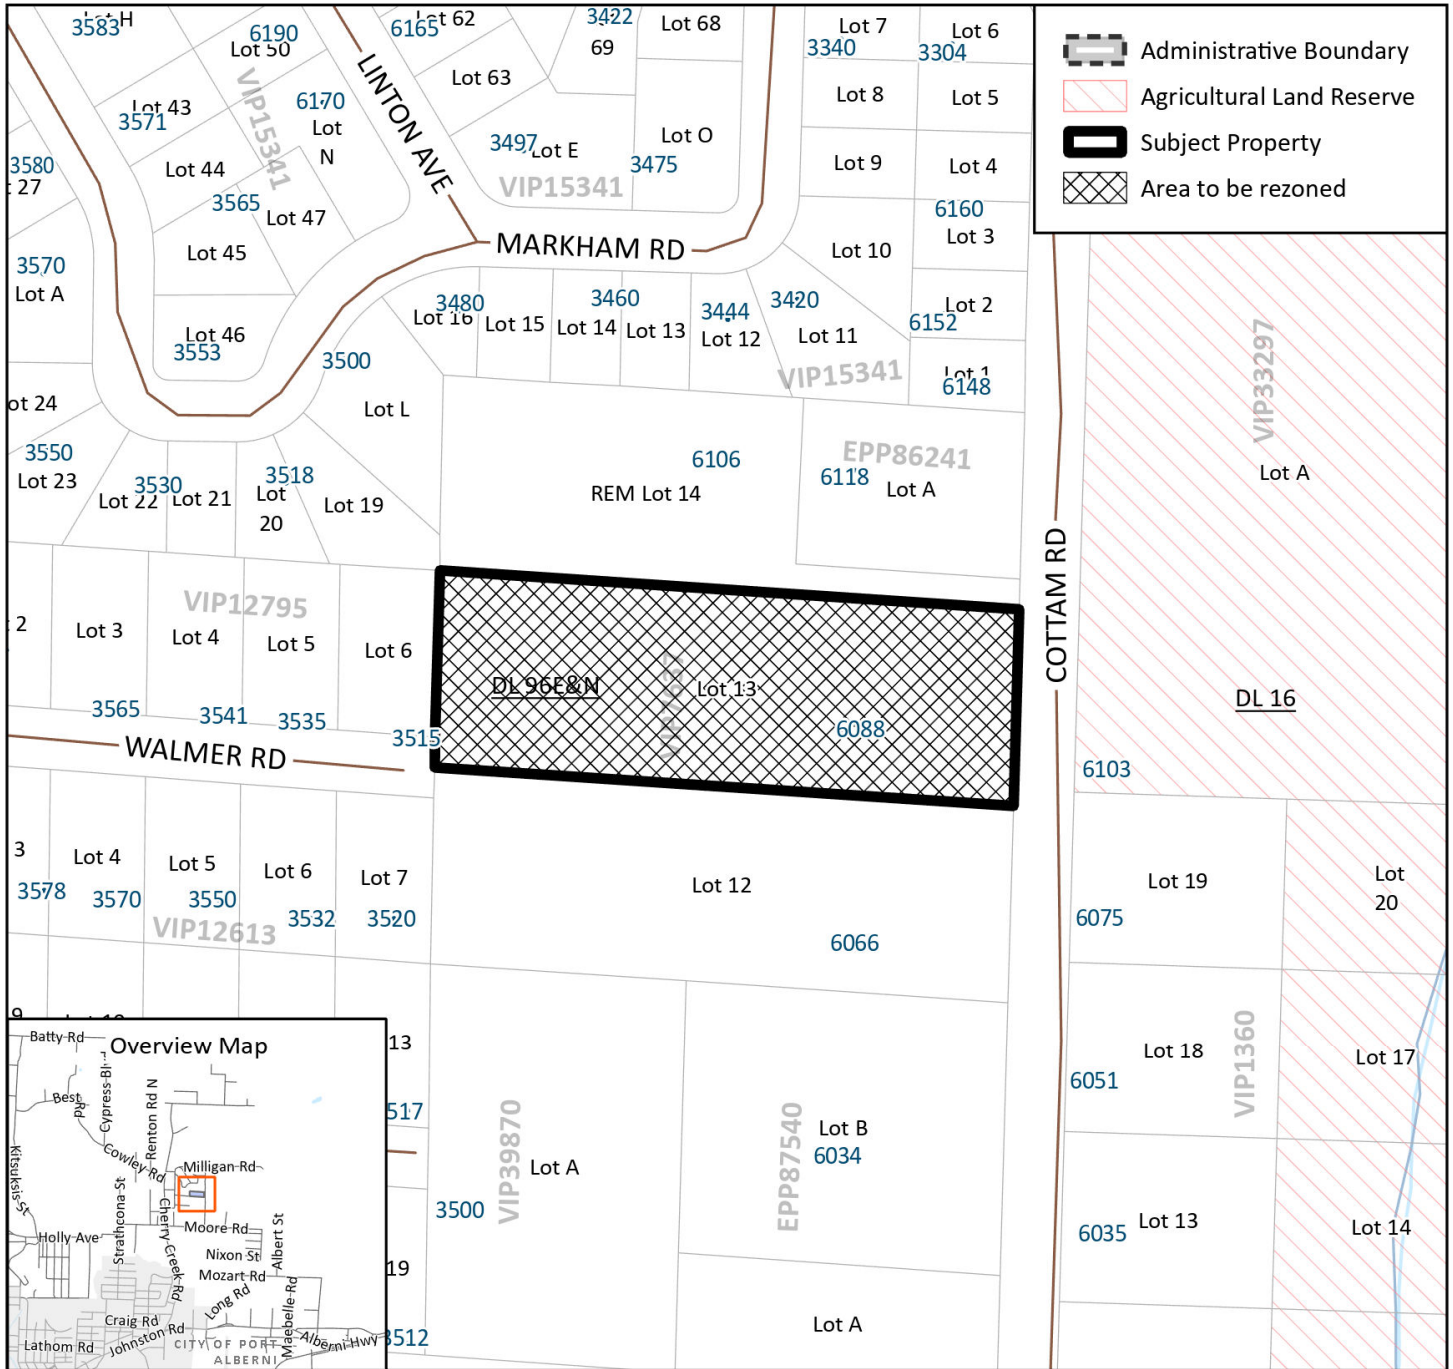 Administrative Boundary
Agricultural Land Reserve
Subject Property
Area to be rezoned
3583
6190
Lot 50
6165
Lot 62
3422
69
Lot 68
Lot 7
3340
Lot 6
3304
Lot 43
3571
VIP15341
6170
Lot
N
LINTON AVE
Lot 63
3497
Lot E
VIP15341
Lot O
3475
Lot 8
Lot 5
Lot 9
Lot 4
3580
27
Lot 44
3565
Lot 47
Lot 45
MARKHAM RD
Lot 10
6160
Lot 3
3570
Lot A
Lot 46
3553
3500
3480
Lot 16
Lot 15
3460
Lot 14
Lot 13
3444
Lot 12
3420
Lot 11
VIP15341
Lot 2
6152
Lot 1
6148
VIP33297
Lot A
ot 24
3550
Lot 23
3530
Lot 22
Lot 21
3518
Lot
20
Lot L
Lot 19
6106
REM Lot 14
EPP86241
6118
Lot A
COTTAM RD
2
Lot 3
VIP12795
Lot 4
Lot 5
Lot 6
3565
3541
3535
3515
WALMER RD
DL 96E&N
Lot 13
6088
DL 16
6103
3
Lot 4
Lot 5
Lot 6
Lot 7
3578
3570
3550
3532
3520
VIP12613
Lot 12
6066
Lot 19
6075
Lot
20
Lot 18
6051
VIP1360
Lot 17
13
517
VIP39870
Lot A
3500
EPP87540
Lot B
6034
Lot 13
6035
Lot 14
19
3512
Lot A
Overview Map
Batty Rd
Best Rd
Cypress Bl
Renton Rd N
Cowley Rd
Milligan Rd
Kitsuksis St
Strathcona St
Cherry Creek Rd
Moore Rd
Holly Ave
Nixon St
Albert St
Mozart Rd
Long Rd
Maebelle Rd
Craig Rd
Johnston Rd
Lathom Rd
Alberni Hwy
CITY OF PORT
ALBERNI